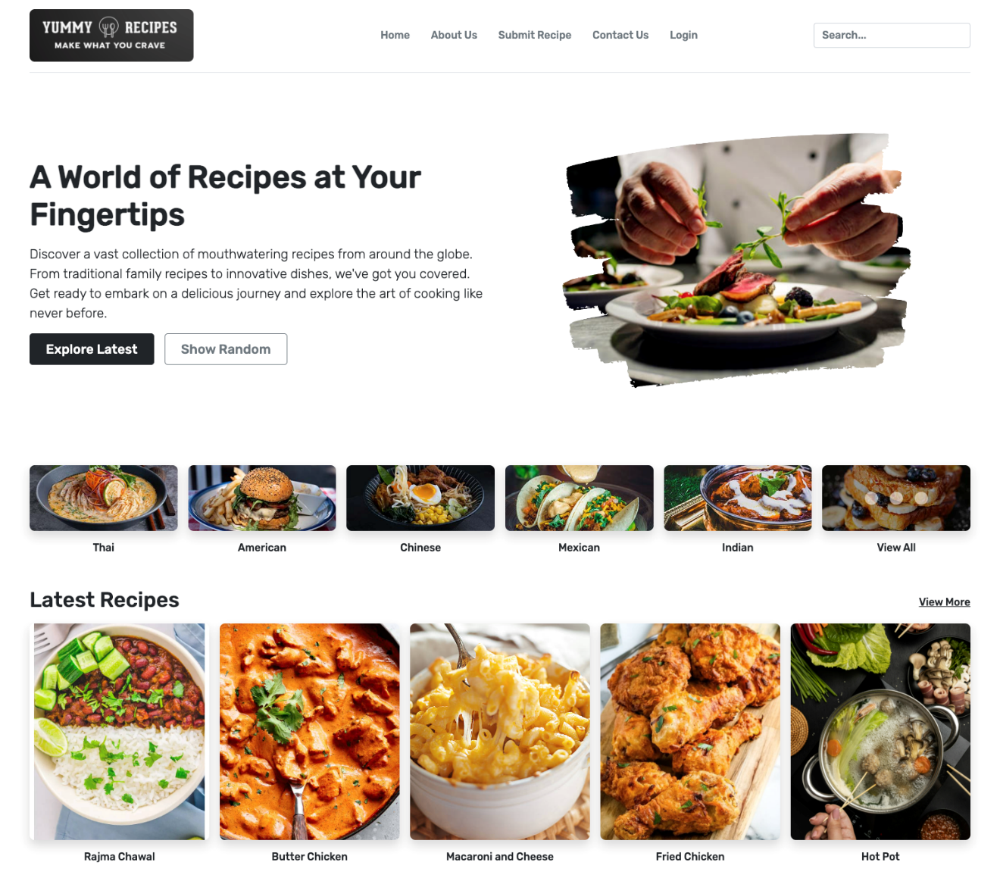 YUMMY RECIPES
MAKE WHAT YOU CRAVE
Home
About Us
Submit Recipe
Contact Us
Login
Search...
A World of Recipes at Your
Fingertips
Discover a vast collection of mouthwatering recipes from around the globe.
From traditional family recipes to innovative dishes, we've got you covered.
Get ready to embark on a delicious journey and explore the art of cooking like
never before.
Explore Latest
Show Random
Thai
American
Chinese
Mexican
Indian
View All
Latest Recipes
View More
Rajma Chawal
Butter Chicken
Macaroni and Cheese
Fried Chicken
Hot Pot